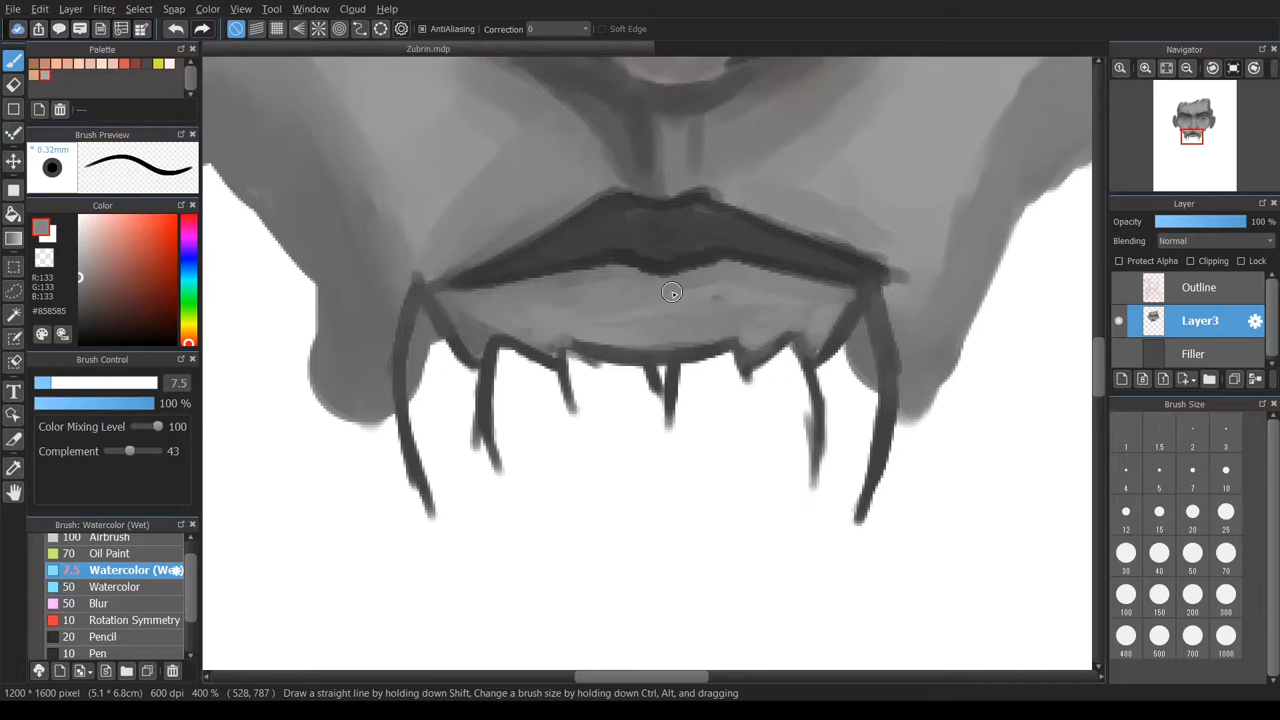 File Edit View Layer Filter Select Snap Color Tool Window Cloud Help
AntiAliasing Correction 0 Soft Edge
Palette
Zubrin.mdp
Navigator
---
Brush Preview
* 0.32mm
Color
R:133
G:133
B:133
#858585
Brush Control
7.5
100 %
Color Mixing Level 100
Complement 43
Brush: Watercolor (Wet)
100 Airbrush
70 Oil Paint
7.5 Watercolor (Wet)
50 Watercolor
50 Blur
10 Rotation Symmetry
20 Pencil
10 Pen
Layer
Opacity 100 %
Blending Normal
Protect Alpha Clipping Lock
Outline
Layer3
Filler
Brush Size
1 1.5 2 3
4 5 7 10
12 15 20 25
30 40 50 70
100 150 200 300
400 500 700 1000
1200 * 1600 pixel (5.1 * 6.8cm) 600 dpi 400 % ( 528, 787 ) Draw a straight line by holding down Shift, Change a brush size by holding down Ctrl, Alt, and dragging